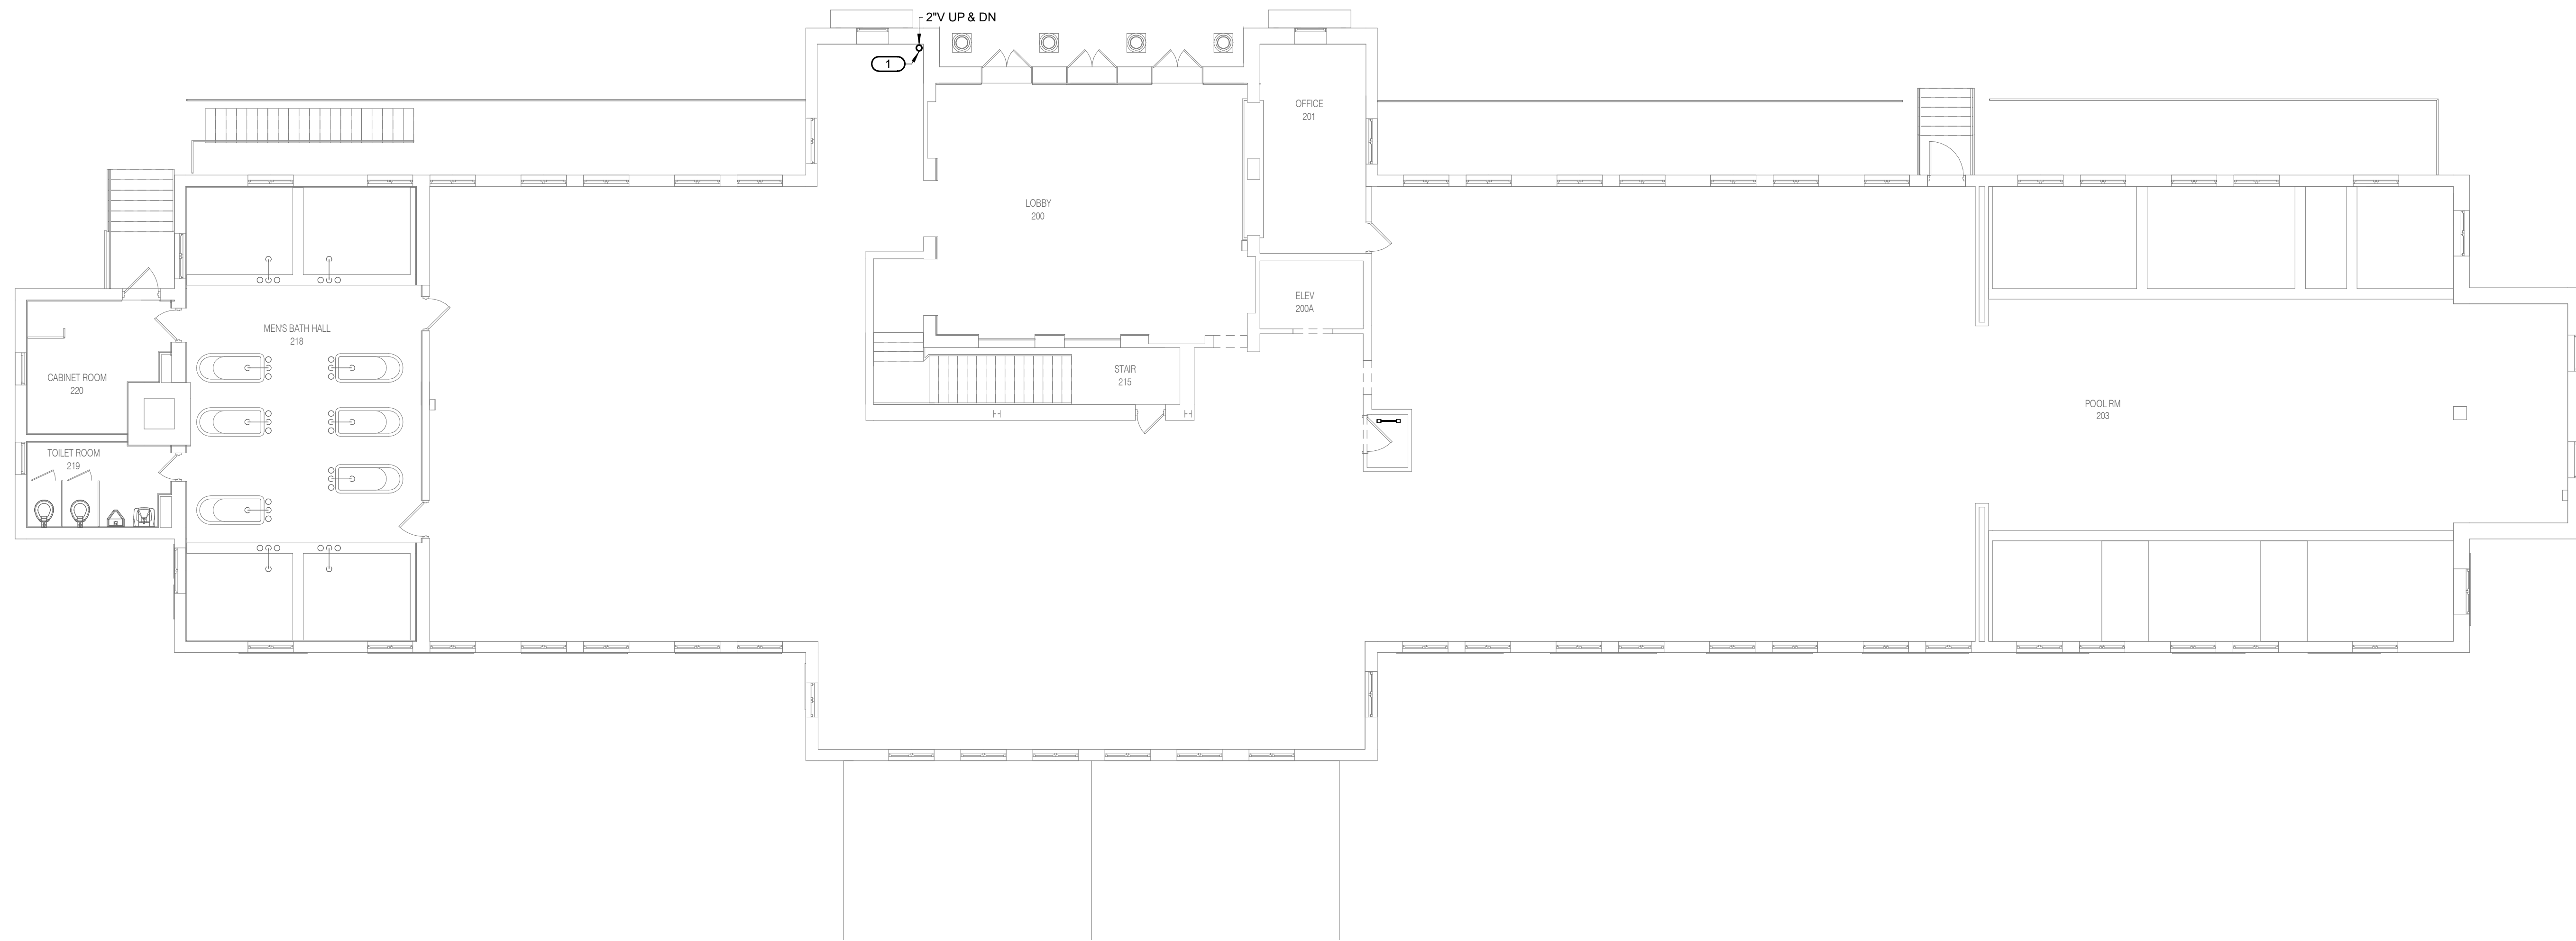 2"V UP & DN
1
OFFICE
201
LOBBY
200
ELEV
200A
MEN'S BATH HALL
218
STAIR
215
CABINET ROOM
220
POOL RM
203
TOILET ROOM
219